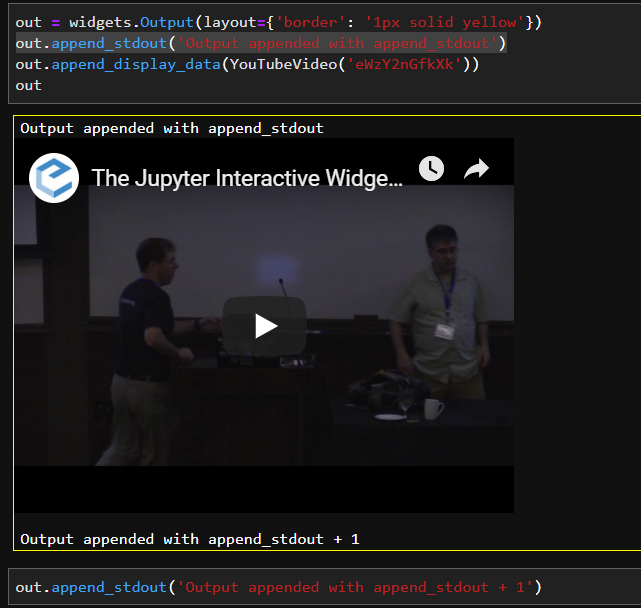 out = widgets.Output(layout={'border': '1px solid yellow'})
out.append_stdout('Output appended with append_stdout')
out.append_display_data(YouTubeVideo('eWzY2nGfkXk'))
out
Output appended with append_stdout
The Jupyter Interactive Widge...
Output appended with append_stdout + 1
out.append_stdout('Output appended with append_stdout + 1')